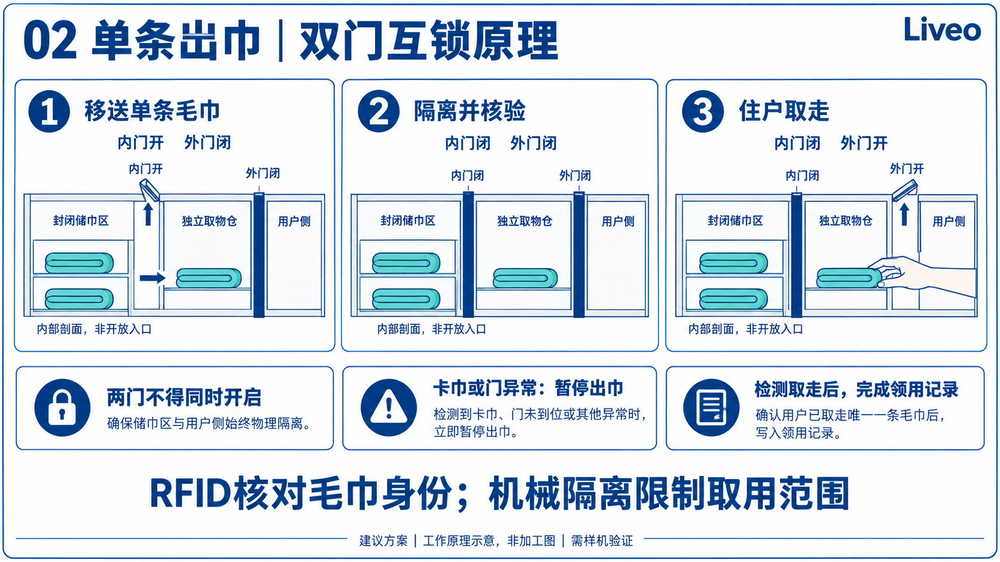 02 单条出巾｜双门互锁原理
Liveo
1 移送单条毛巾
内门开 外门闭
内门开
外门闭
封闭储巾区
独立取物仓
用户侧
内部剖面，非开放入口
2 隔离并核验
内门闭 外门闭
内门闭
外门闭
封闭储巾区
独立取物仓
用户侧
内部剖面，非开放入口
3 住户取走
内门闭 外门开
内门闭
外门开
封闭储巾区
独立取物仓
用户侧
内部剖面，非开放入口
两门不得同时开启
确保储巾区与用户侧始终物理隔离。
卡巾或门异常：暂停出巾
检测到卡巾、门未到位或其他异常时，
立即暂停出巾。
检测取走后，完成领用记录
确认用户已取走唯一一条毛巾后，
写入领用记录。
RFID核对毛巾身份；机械隔离限制取用范围
建议方案｜工作原理示意，非加工图｜需样机验证